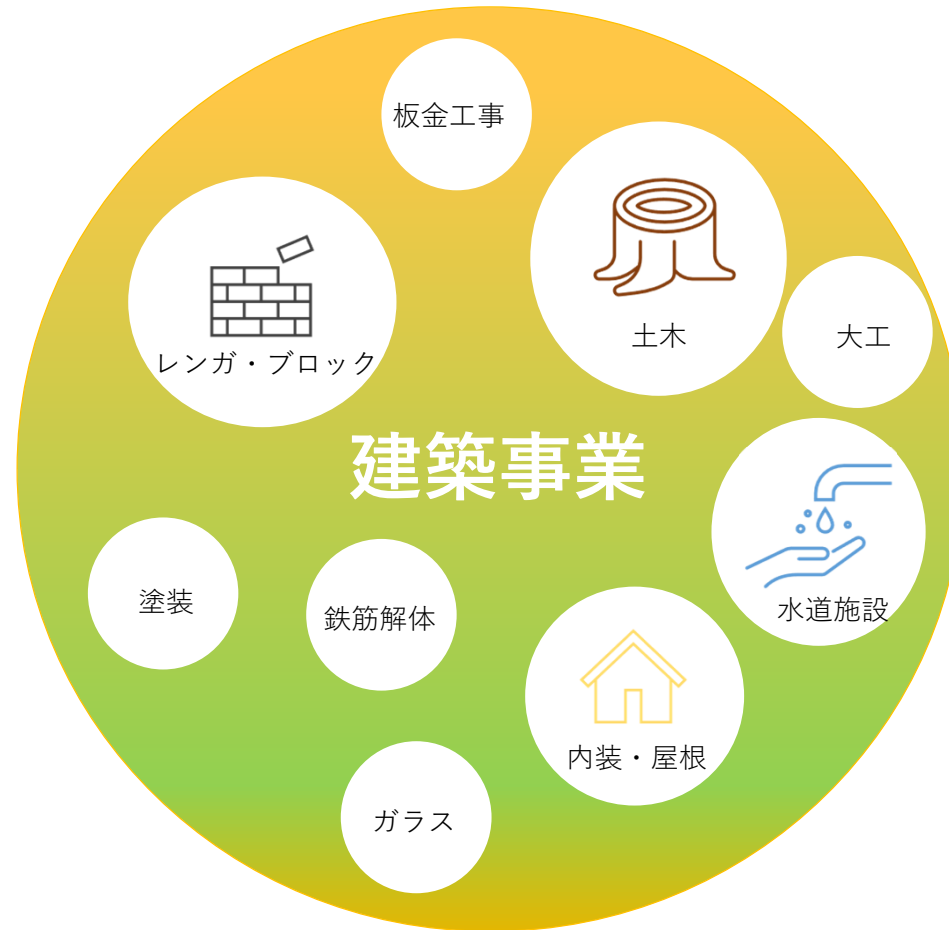 板金工事
土木
大工
レンガ・ブロック
建築事業
塗装
鉄筋解体
水道施設
内装・屋根
ガラス